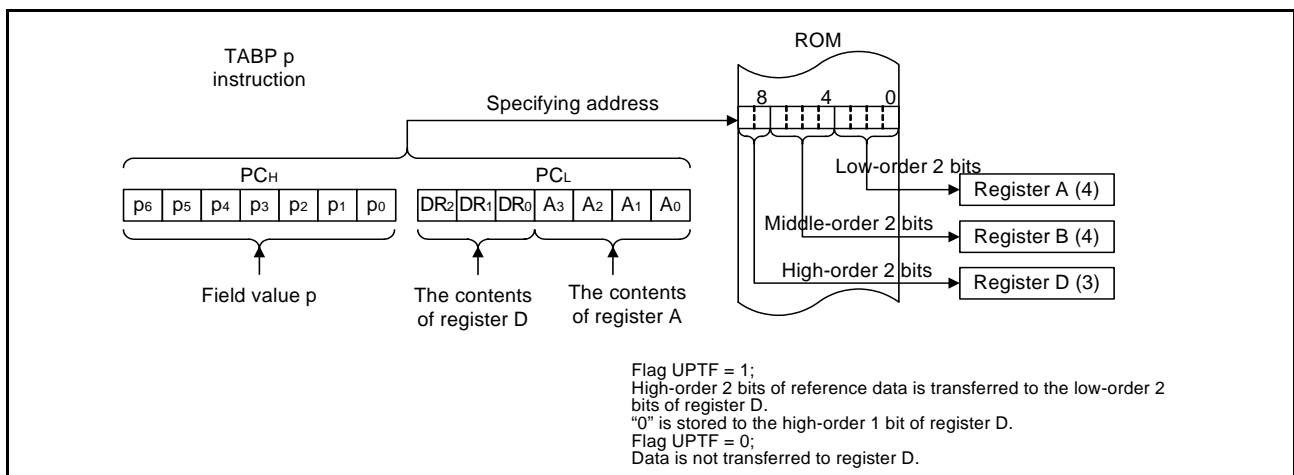 TABP p
instruction
ROM
Specifying address
8 4 0
PCH
PCL
p6 p5 p4 p3 p2 p1 p0
DR2 DR1 DR0 A3 A2 A1 A0
Low-order 2 bits
Register A (4)
Middle-order 2 bits
Register B (4)
High-order 2 bits
Register D (3)
Field value p
The contents
of register D
The contents
of register A
Flag UPTF = 1;
High-order 2 bits of reference data is transferred to the low-order 2
bits of register D.
“0” is stored to the high-order 1 bit of register D.
Flag UPTF = 0;
Data is not transferred to register D.